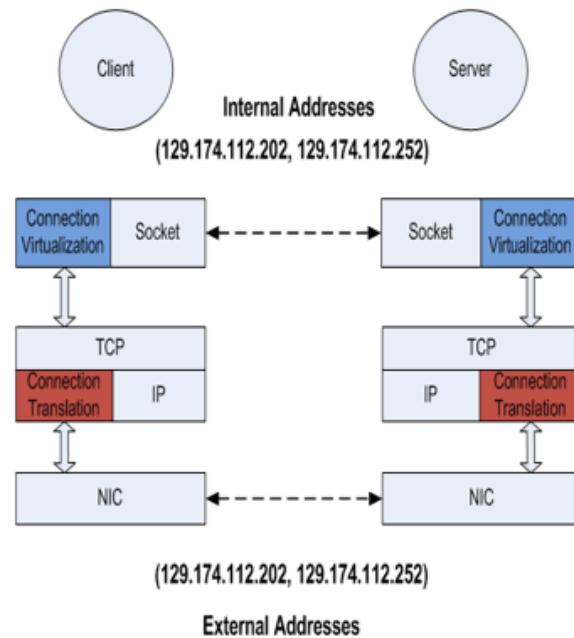 Client
Server
Internal Addresses
(129.174.112.202, 129.174.112.252)
Connection
Virtualization
Socket
Socket
Connection
Virtualization
TCP
TCP
Connection
Translation
IP
IP
Connection
Translation
NIC
NIC
(129.174.112.202, 129.174.112.252)
External Addresses